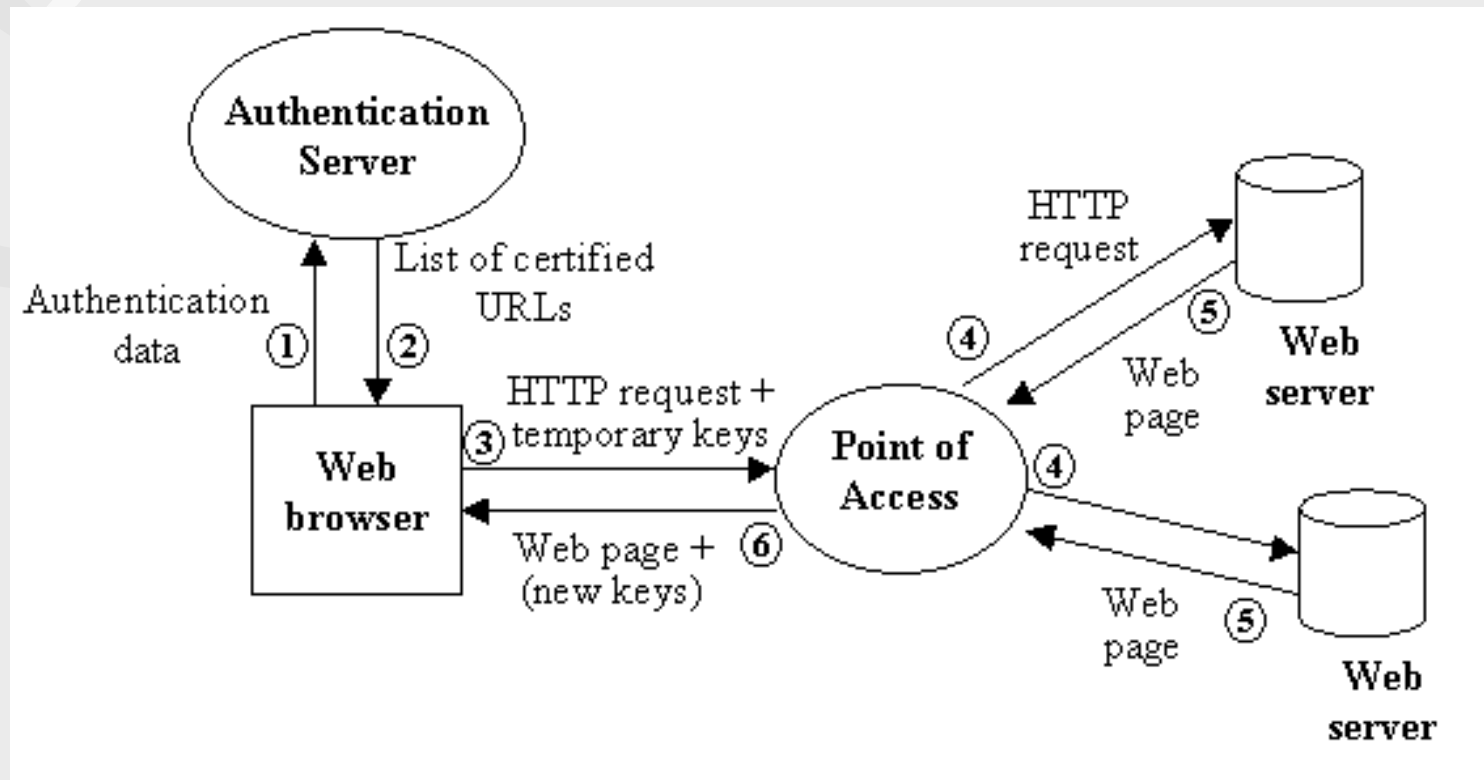 Authentication
Server
List of certified
URLs
Authentication
data
1
2
HTTP request +
3
temporary keys
Web
browser
Web page +
6
(new keys)
Point of
Access
HTTP
request
4
5
Web
page
Web
server
4
Web
page
5
Web
server